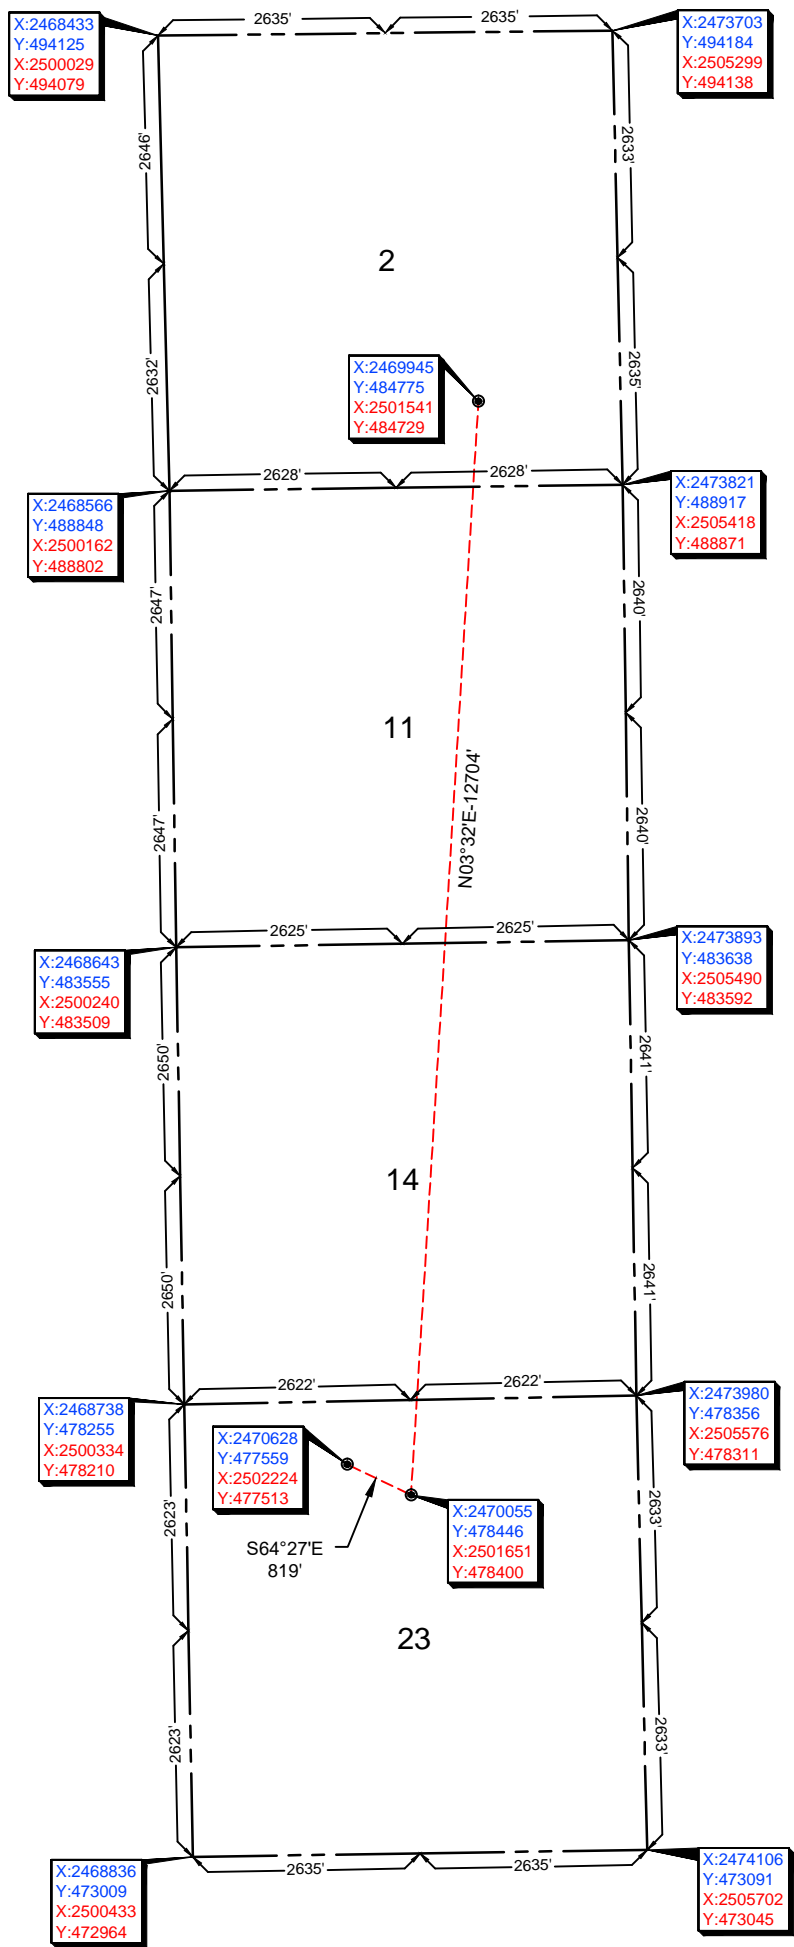 X:2468433
Y:494125
X:2500029
Y:494079
2635'
2635'
X:2473703
Y:494184
X:2505299
Y:494138
2646'
2633'
2
2632'
2635'
X:2469945
Y:484775
X:2501541
Y:484729
2628'
2628'
X:2468566
Y:488848
X:2500162
Y:488802
X:2473821
Y:488917
X:2505418
Y:488871
2647'
2640'
11
N03°32'E-12704'
2647'
2640'
2625'
2625'
X:2468643
Y:483555
X:2500240
Y:483509
X:2473893
Y:483638
X:2505490
Y:483592
2650'
2641'
14
2650'
2641'
2622'
2622'
X:2468738
Y:478255
X:2500334
Y:478210
X:2473980
Y:478356
X:2505576
Y:478311
X:2470628
Y:477559
X:2502224
Y:477513
X:2470055
Y:478446
X:2501651
Y:478400
2623'
2633'
S64°27'E
819'
23
2623'
2633'
2635'
2635'
X:2468836
Y:473009
X:2500433
Y:472964
X:2474106
Y:473091
X:2505702
Y:473045